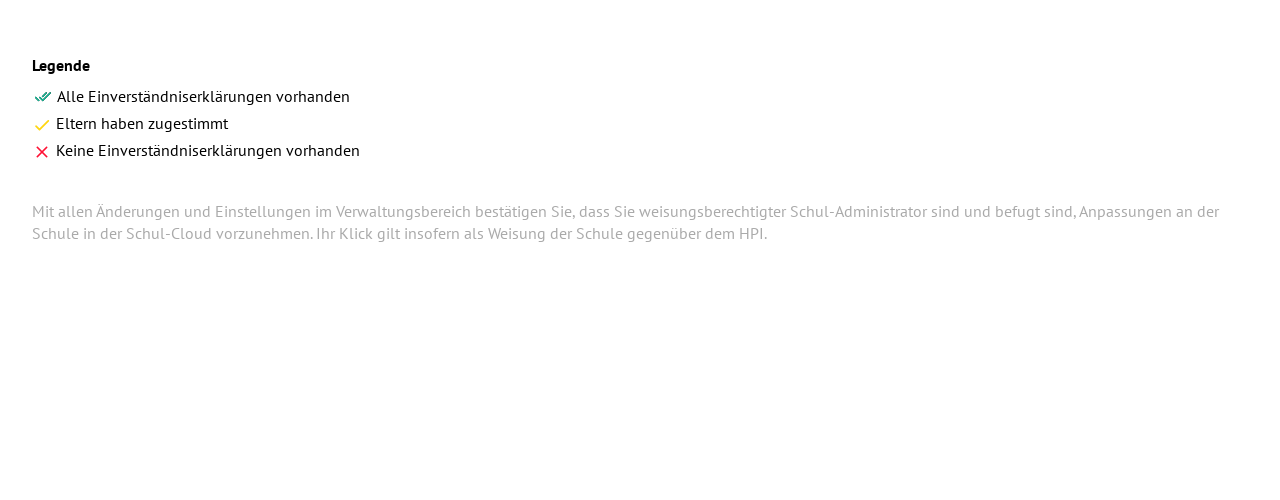 Legende
Alle Einverständniserklärungen vorhanden
Eltern haben zugestimmt
Keine Einverständniserklärungen vorhanden
Mit allen Änderungen und Einstellungen im Verwaltungsbereich bestätigen Sie, dass Sie weisungsberechtigter Schul-Administrator sind und befugt sind, Anpassungen an der
Schule in der Schul-Cloud vorzunehmen. Ihr Klick gilt insofern als Weisung der Schule gegenüber dem HPI.